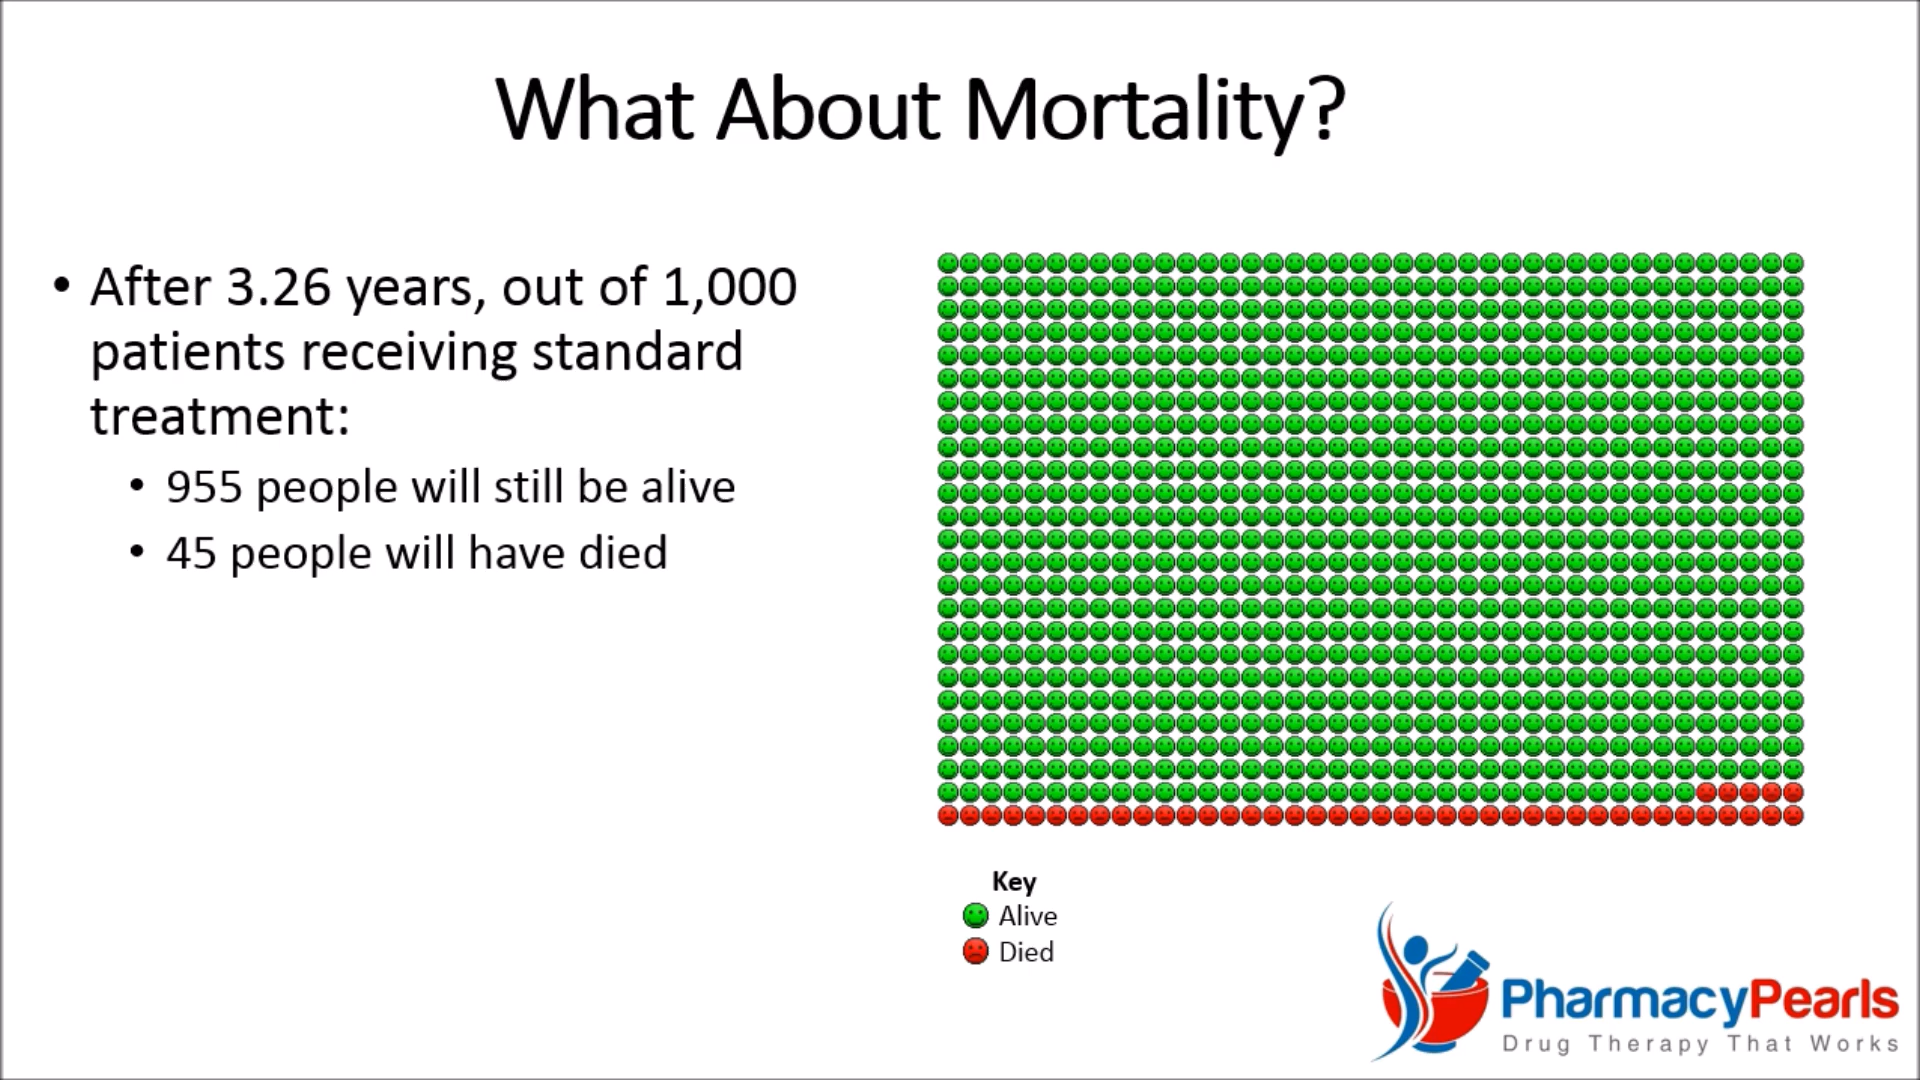 What About Mortality?
• After 3.26 years, out of 1,000
patients receiving standard
treatment:
• 955 people will still be alive
• 45 people will have died
Key
Alive
Died
PharmacyPearls
Drug Therapy That Works